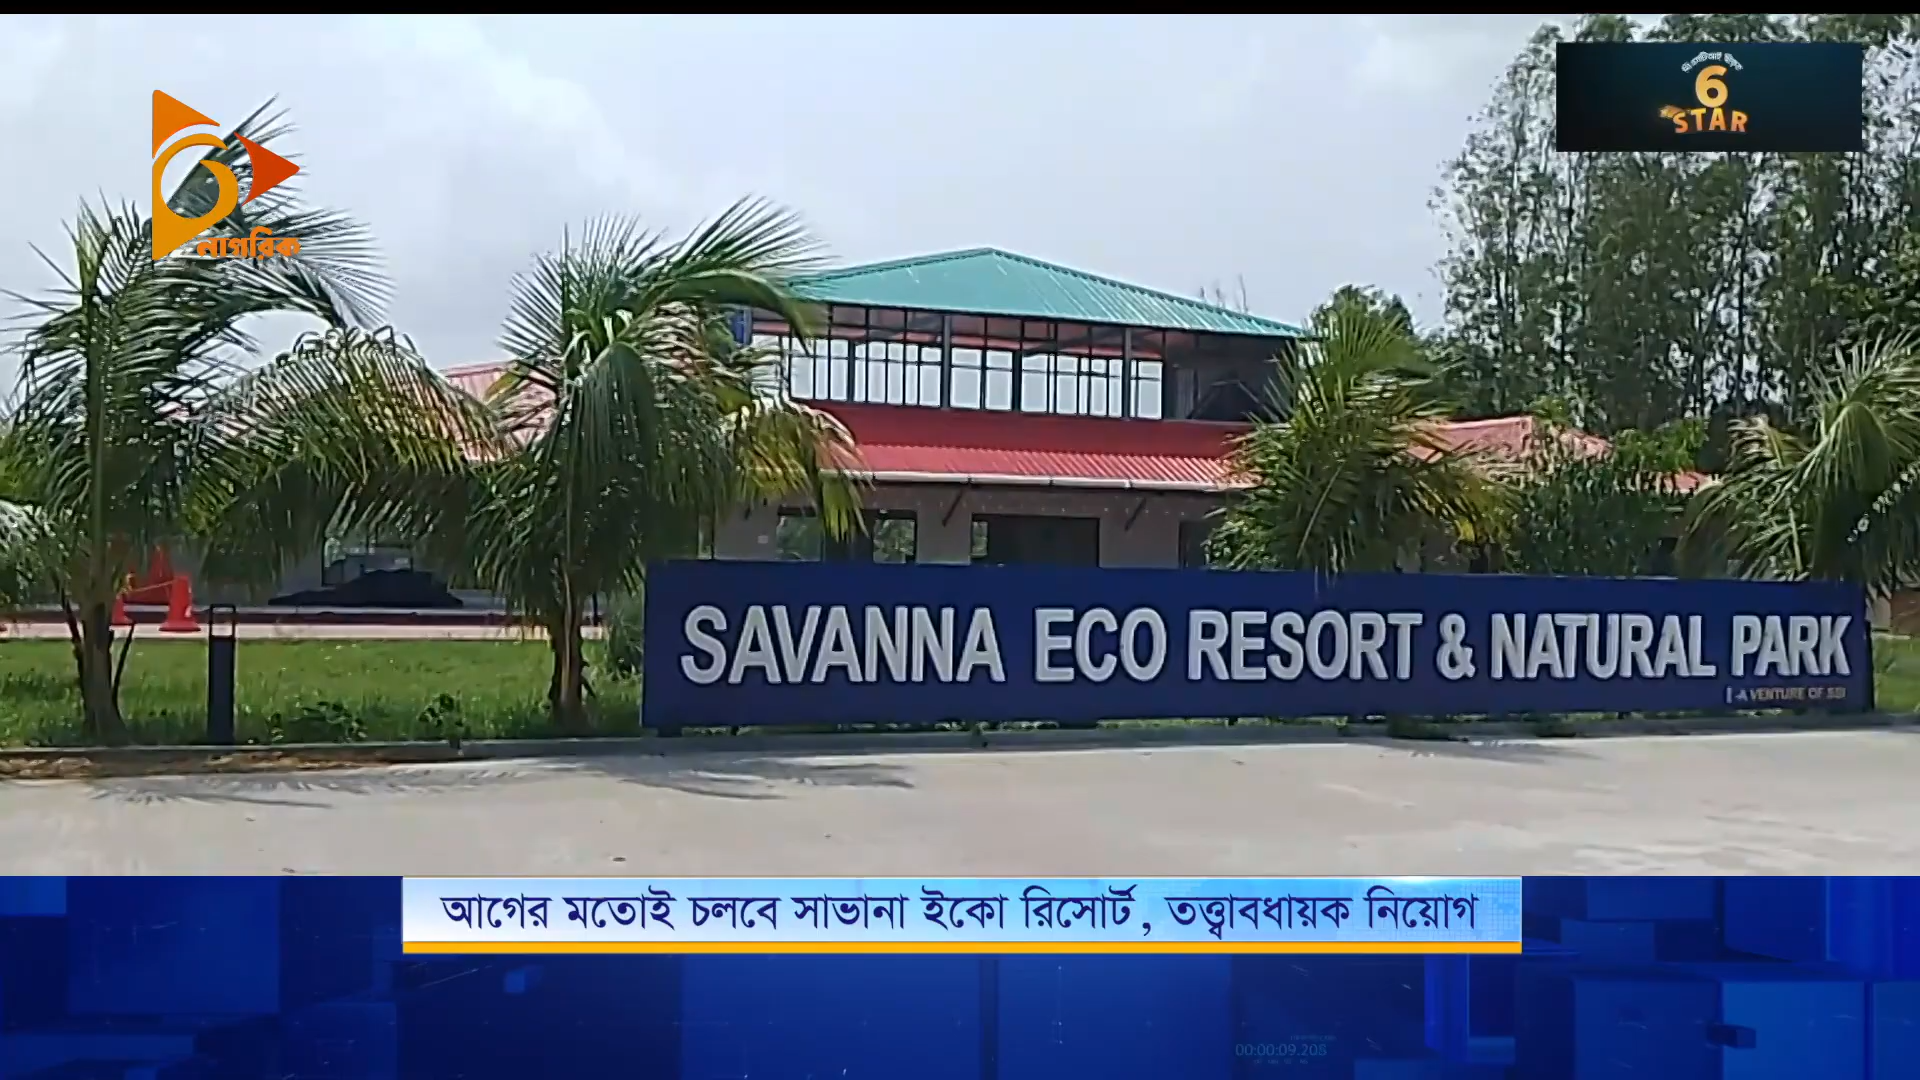 নাগরিক
6
STAR
SAVANNA ECO RESORT & NATURAL PARK
-A VENTURE OF SBI
আগের মতোই চলবে সাভানা ইকো রিসোর্ট, তত্ত্বাবধায়ক নিয়োগ
00:00:09.208